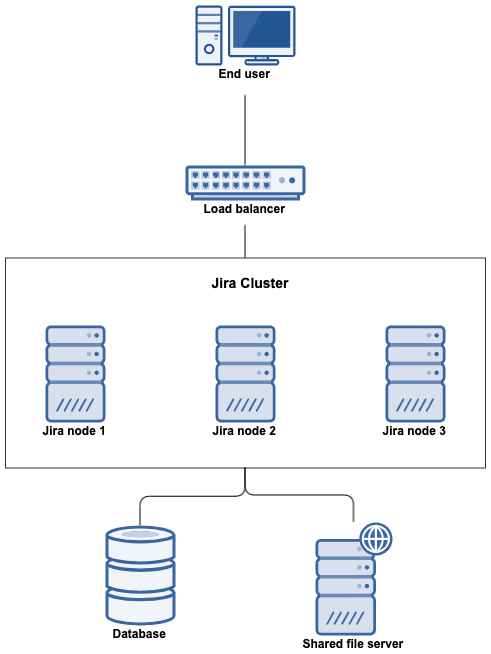 End user
Load balancer
Jira Cluster
Jira node 1
Jira node 2
Jira node 3
Database
Shared file server